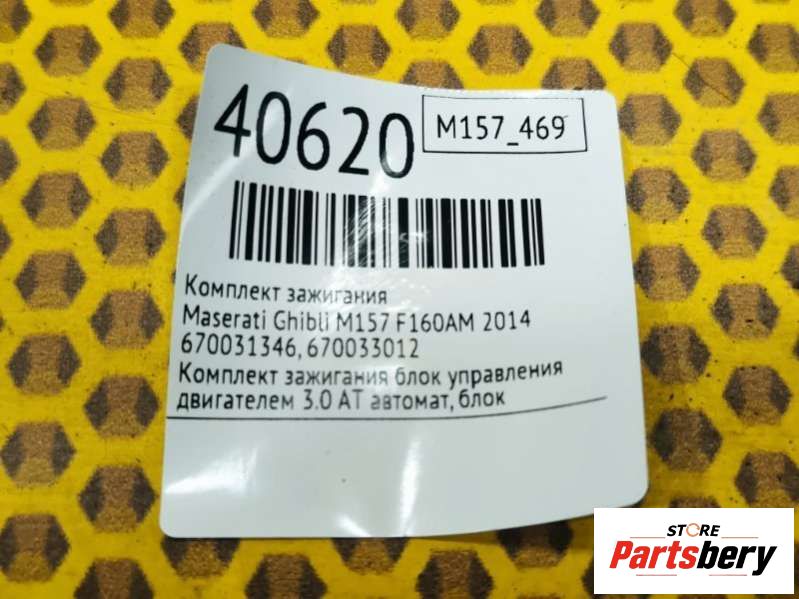 40620
M157_469
Комплект зажигания
Maserati Ghibli M157 F160AM 2014
670031346, 670033012
Комплект зажигания блок управления
двигателем 3.0 АТ автомат, блок
STORE
Partsbery